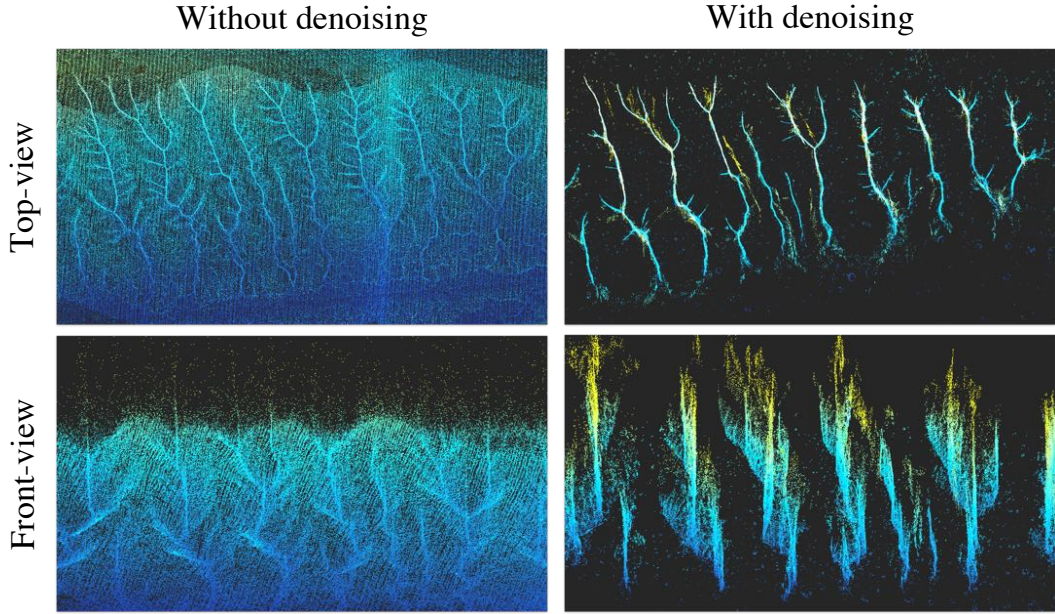 Without denoising
With denoising
Top-view
Front-view